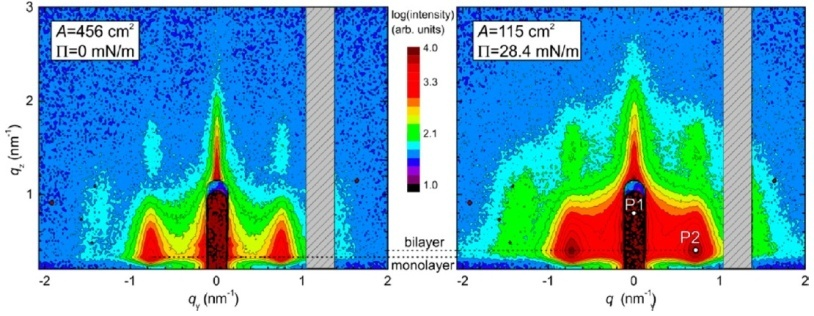 A=456 cm²
Π=0 mN/m
log(intensity)
(arb. units)
4.0
3.3
2.1
1.0
A=115 cm²
Π=28.4 mN/m
3
2
1
q_z (nm⁻¹)
P1
P2
bilayer
monolayer
-2 -1 0 1 2
q_y (nm⁻¹)
-2 -1 0 1 2
q (nm⁻¹)
y